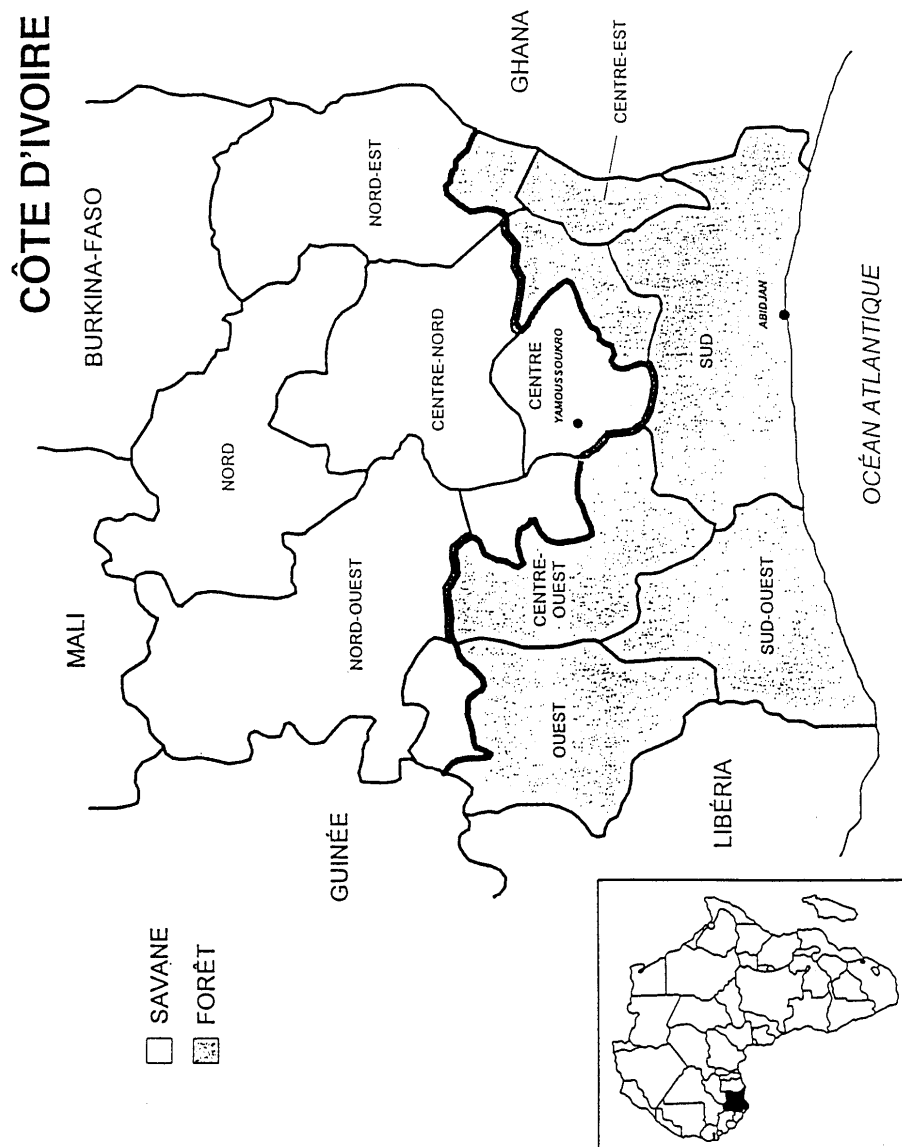 CÔTE D'IVOIRE
BURKINA-FASO
MALI
GUINÉE
GHANA
LIBÉRIA
OCÉAN ATLANTIQUE
NORD
NORD-EST
NORD-OUEST
CENTRE-NORD
CENTRE
YAMOUSSOUKRO
CENTRE-EST
CENTRE-
OUEST
OUEST
SUD-OUEST
SUD
ABIDJAN
SAVANE
FORÊT